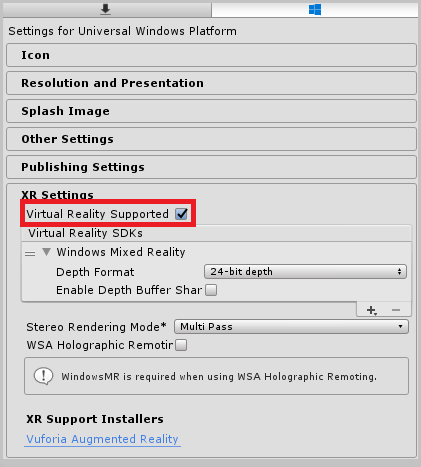 Settings for Universal Windows Platform
Icon
Resolution and Presentation
Splash Image
Other Settings
Publishing Settings
XR Settings
Virtual Reality Supported
Virtual Reality SDKs
Windows Mixed Reality
Depth Format 24-bit depth
Enable Depth Buffer Shar
Stereo Rendering Mode* Multi Pass
WSA Holographic Remotir
WindowsMR is required when using WSA Holographic Remoting.
XR Support Installers
Vuforia Augmented Reality